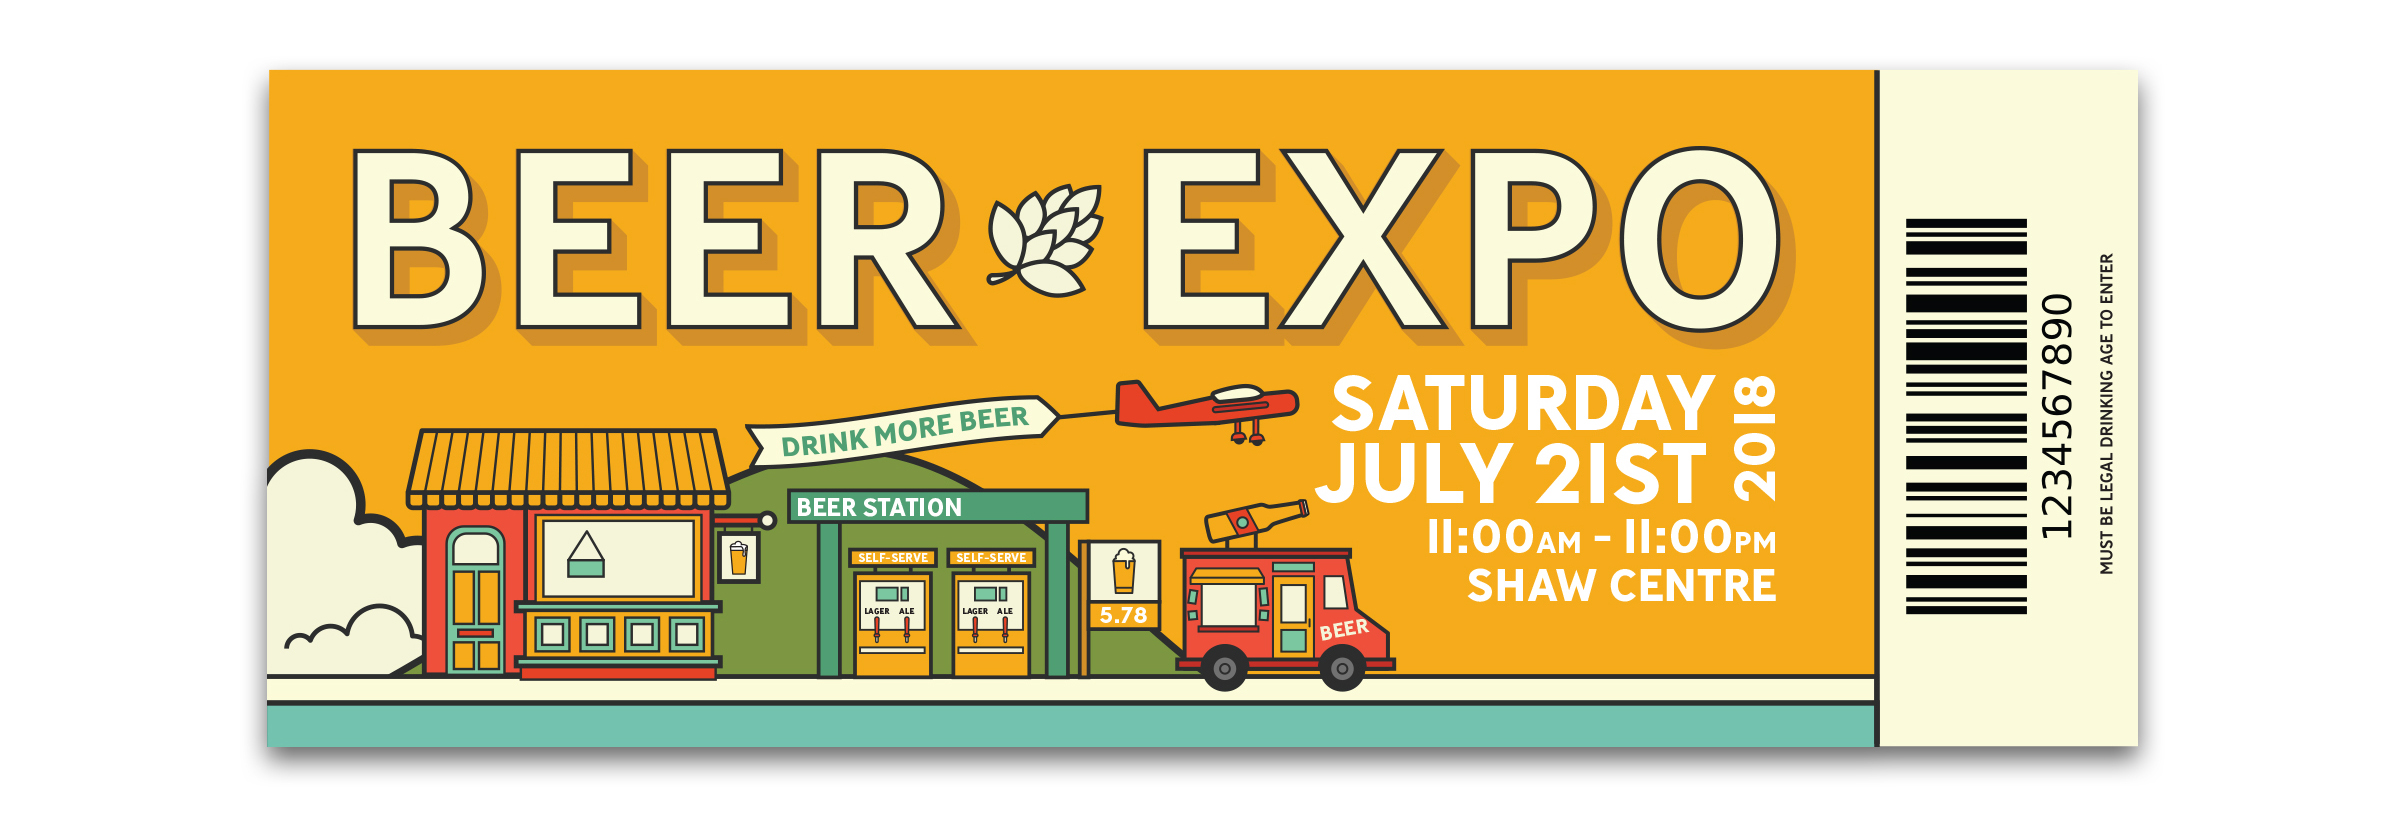 BEER EXPO
DRINK MORE BEER
SATURDAY
JULY 21ST
2018
11:00AM - 11:00PM
SHAW CENTRE
BEER STATION
SELF-SERVE SELF-SERVE
LAGER ALE LAGER ALE
5.78
BEER
1234567890
MUST BE LEGAL DRINKING AGE TO ENTER